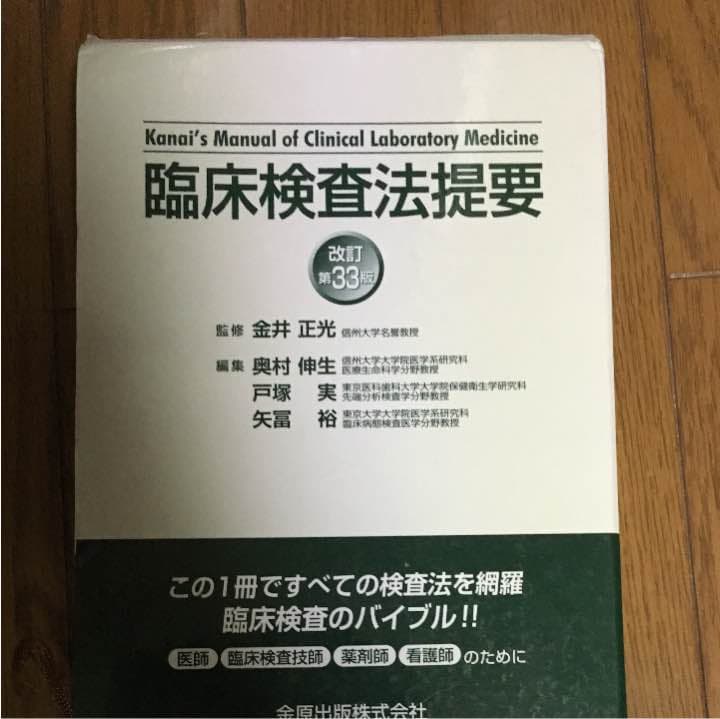 Kanai's Manual of Clinical Laboratory Medicine
臨床検査法提要
改訂
第33版
監修 金井 正光 信州大学名誉教授
編集 奥村 伸生 信州大学大学院医学系研究科
医療生命科学分野教授
戸塚 実 東京医科歯科大学大学院保健衛生学研究科
先端分析検査学分野教授
矢冨 裕 東京大学大学院医学系研究科
臨床病態検査医学分野教授
この1冊ですべての検査法を網羅
臨床検査のバイブル!!
医師 臨床検査技師 薬剤師 看護師 のために
金原出版株式会社